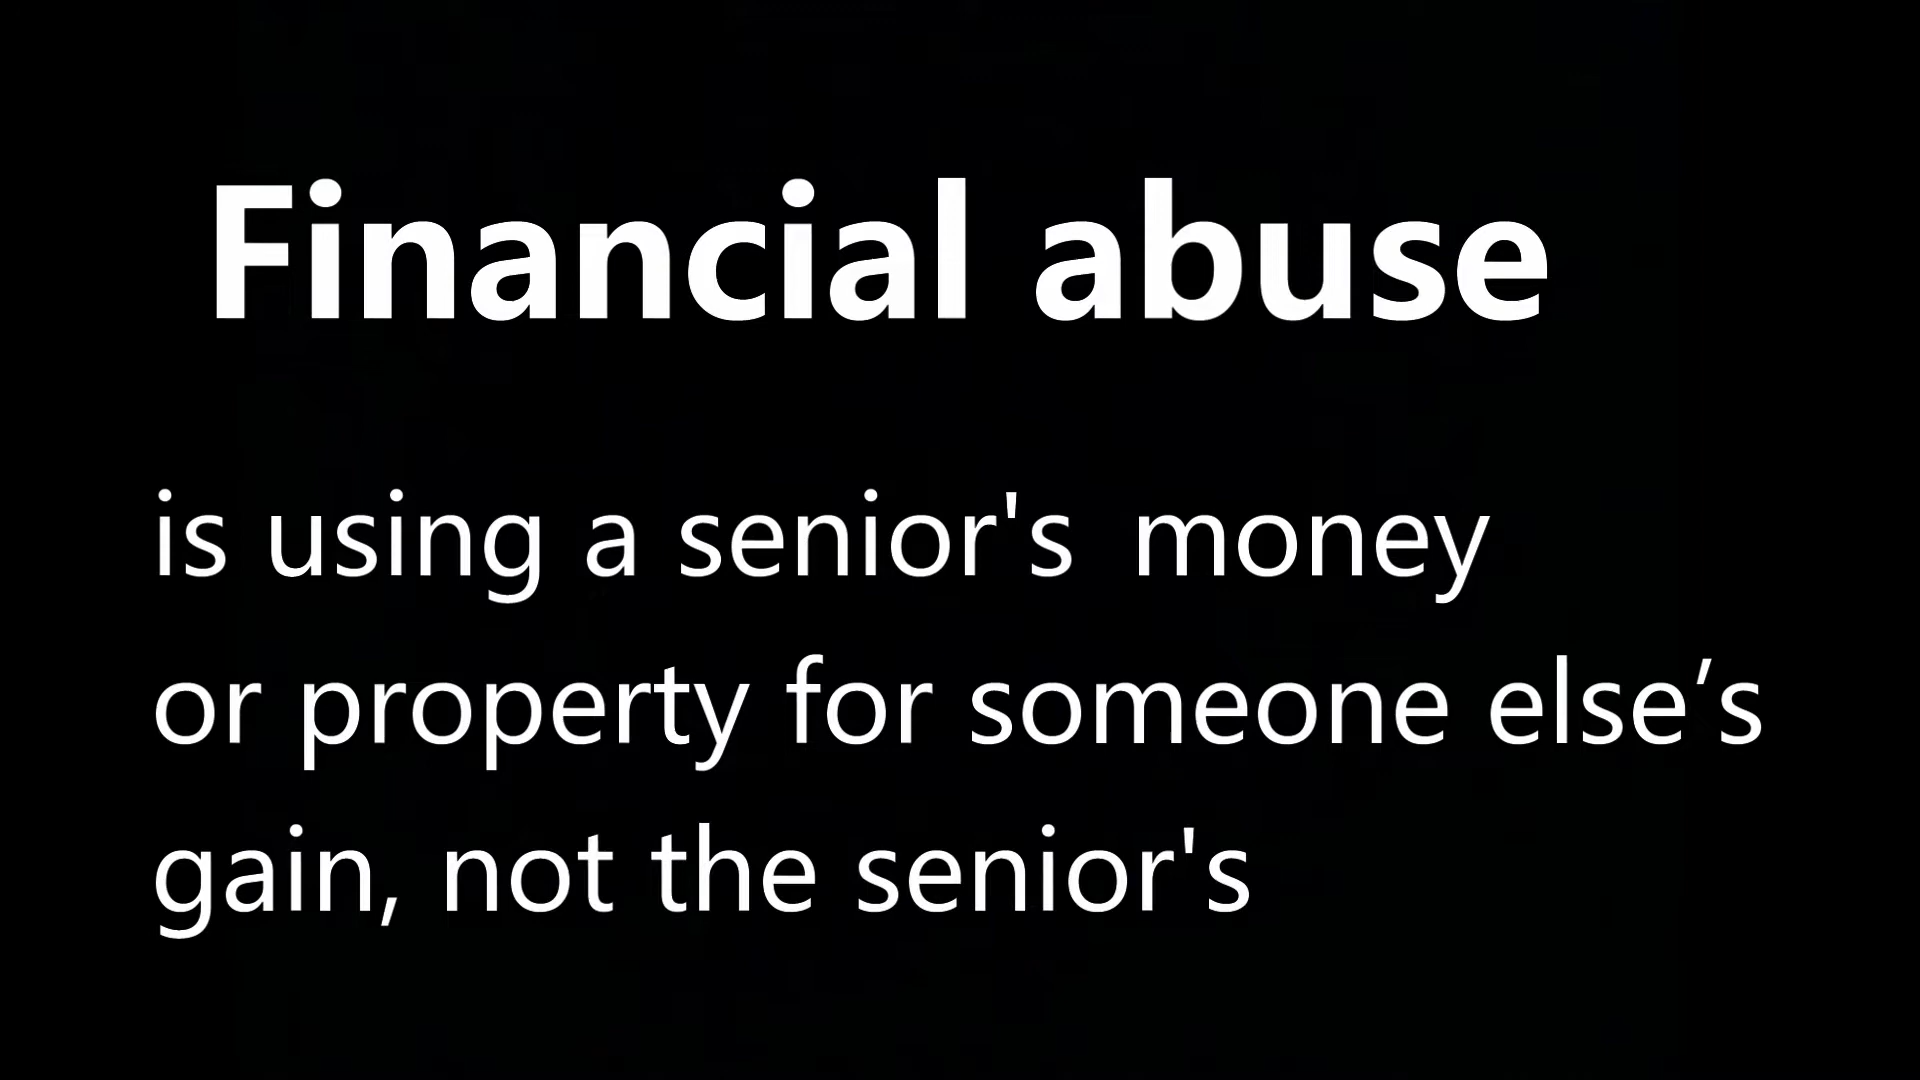 Financial abuse
is using a senior's money
or property for someone else’s
gain, not the senior's